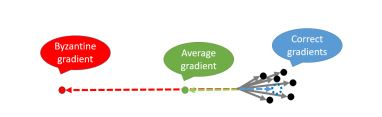 Byzantine
gradient
Average
gradient
Correct
gradients